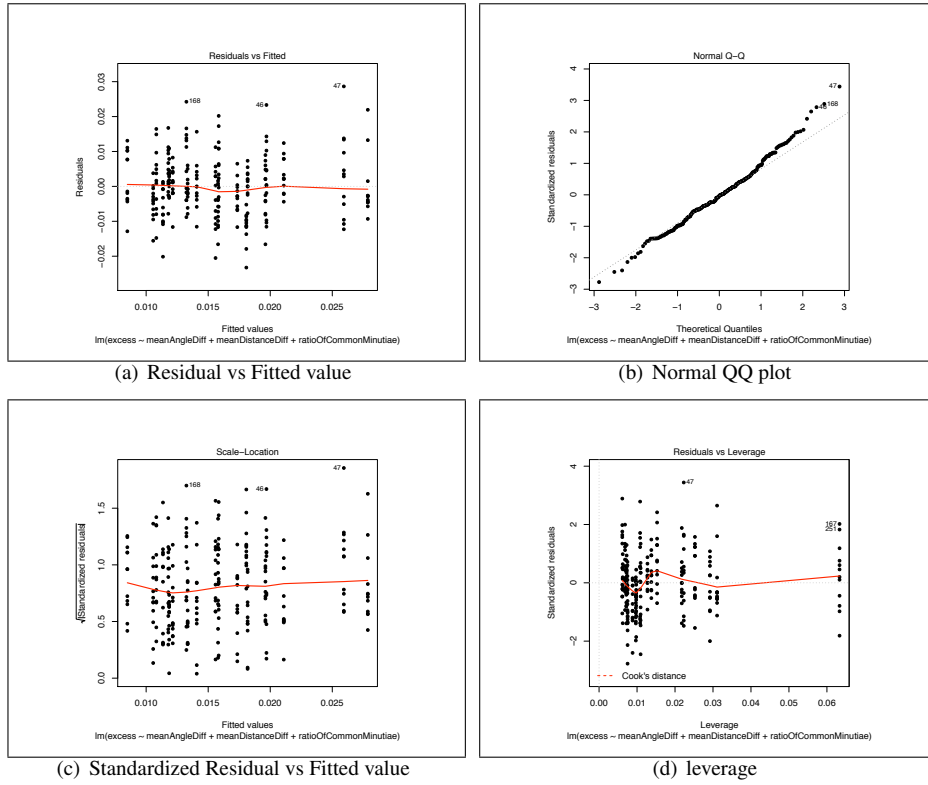 Residuals vs Fitted
Residuals
0.03
0.02
0.01
0.00
−0.01
−0.02
47
168
46
0.010 0.015 0.020 0.025
Fitted values
lm(excess ~ meanAngleDiff + meanDistanceDiff + ratioOfCommonMinutiae)
(a) Residual vs Fitted value
Normal Q−Q
Standardized residuals
4
3
2
1
0
−1
−2
−3
47
168
−3 −2 −1 0 1 2 3
Theoretical Quantiles
lm(excess ~ meanAngleDiff + meanDistanceDiff + ratioOfCommonMinutiae)
(b) Normal QQ plot
Scale−Location
√|Standardized residuals|
1.5
1.0
0.5
0.0
47
168
46
0.010 0.015 0.020 0.025
Fitted values
lm(excess ~ meanAngleDiff + meanDistanceDiff + ratioOfCommonMinutiae)
(c) Standardized Residual vs Fitted value
Residuals vs Leverage
Standardized residuals
4
2
0
−2
47
167
251
Cook's distance
0.00 0.01 0.02 0.03 0.04 0.05 0.06
Leverage
lm(excess ~ meanAngleDiff + meanDistanceDiff + ratioOfCommonMinutiae)
(d) leverage